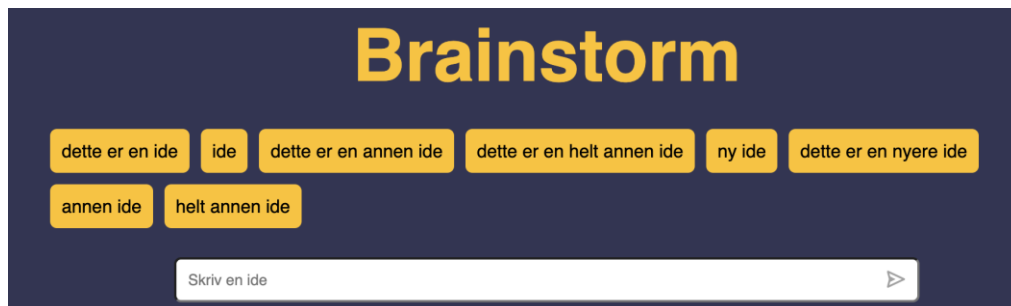 Brainstorm
dette er en ide ide dette er en annen ide dette er en helt annen ide ny ide dette er en nyere ide
annen ide helt annen ide
Skriv en ide